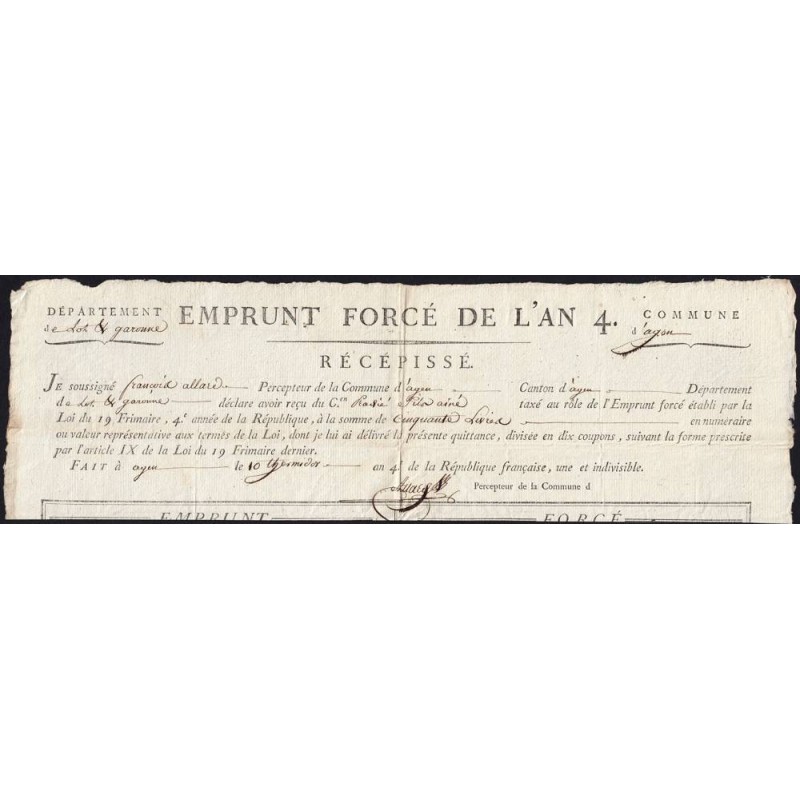 DÉPARTEMENT EMPRUNT FORCÉ DE L'AN 4. COMMUNE
de Lot & garonne d'agen
RÉCÉPISSÉ.
JE soussigné françois allard Percepteur de la Commune d'agen Canton d'agen Département
de Lot & garonne déclare avoir reçu du C.en fils ainé taxé au rôle de l'Emprunt forcé établi par la
Loi du 19 Frimaire, 4e année de la République, à la somme de Cinquante Livres en numéraire
ou valeur représentative aux termes de la Loi, dont je lui ai délivré la présente quittance, divisée en dix coupons, suivant la forme prescrite
par l'article IX de la Loi du 19 Frimaire dernier.
FAIT à agen le 10 thermidor an 4e de la République française, une et indivisible.
Percepteur de la Commune d
EMPRUNT FORCÉ